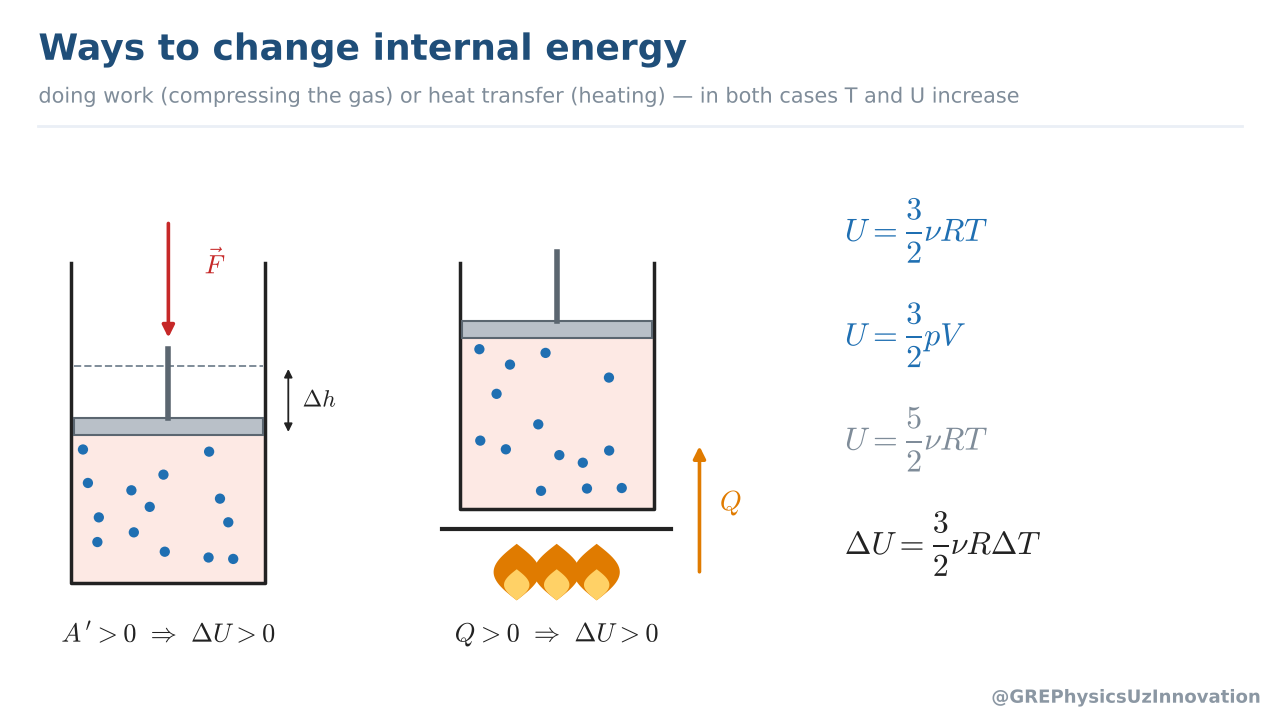 Ways to change internal energy
doing work (compressing the gas) or heat transfer (heating) — in both cases T and U increase
F⃗
Δh
A′ > 0 ⇒ ΔU > 0
Q
Q > 0 ⇒ ΔU > 0
U = 3/2 νRT
U = 3/2 pV
U = 5/2 νRT
ΔU = 3/2 νRΔT
@GREPhysicsUzInnovation